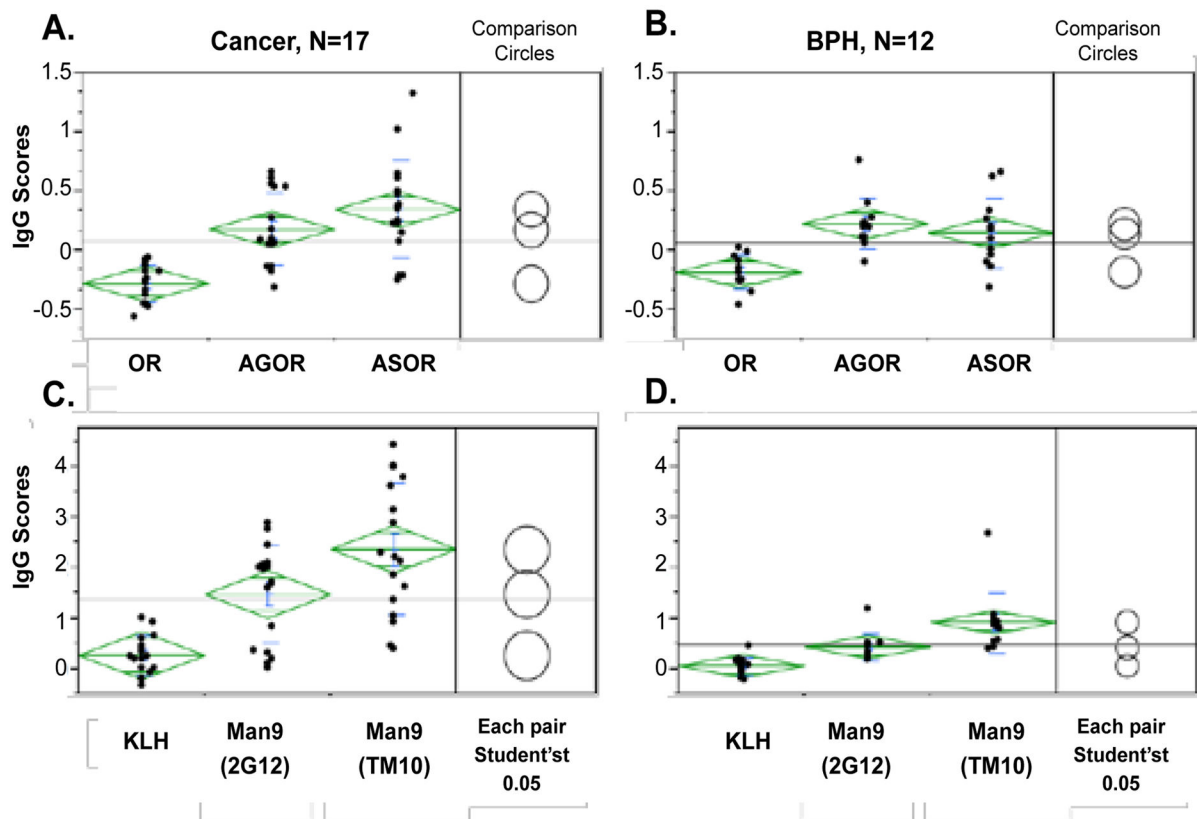 A.
Cancer, N=17
Comparison
Circles
IgG Scores
1.5
1
0.5
0
-0.5
OR
AGOR
ASOR
B.
BPH, N=12
Comparison
Circles
1.5
1
0.5
0
-0.5
OR
AGOR
ASOR
C.
IgG Scores
4
3
2
1
0
KLH
Man9
(2G12)
Man9
(TM10)
Each pair
Student'st
0.05
D.
4
3
2
1
0
KLH
Man9
(2G12)
Man9
(TM10)
Each pair
Student'st
0.05